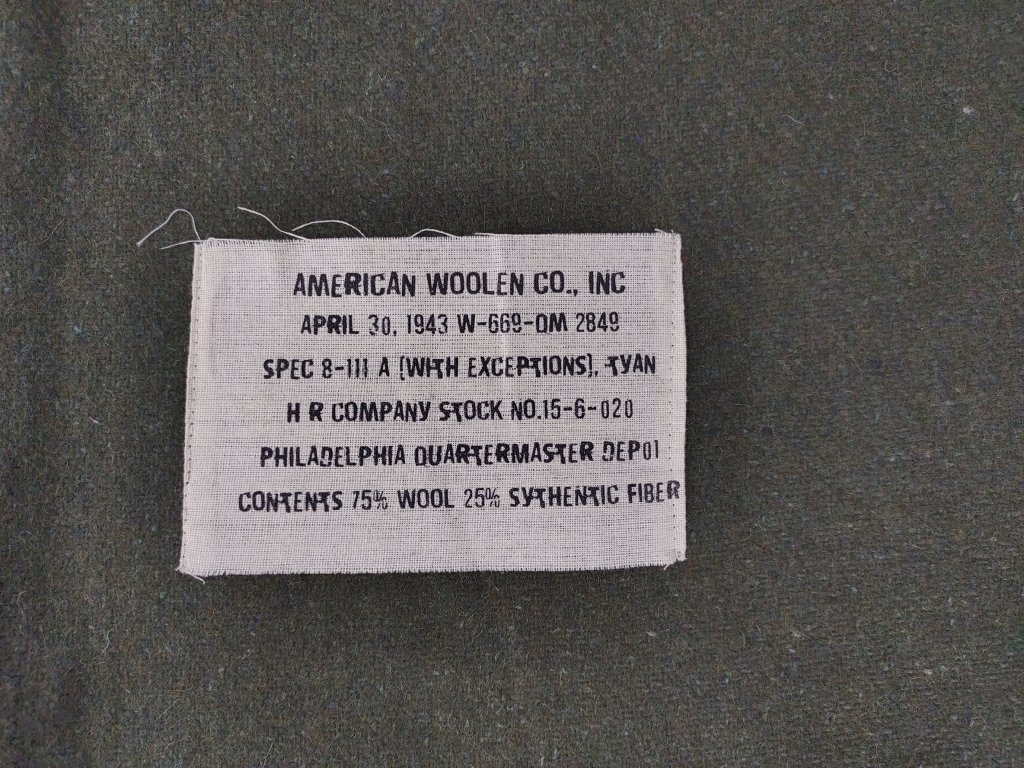 AMERICAN WOOLEN CO., INC
APRIL 30, 1943 W-669-QM 2849
SPEC 8-111 A (WITH EXCEPTIONS), TYAN
H R COMPANY STOCK NO.15-6-020
PHILADELPHIA QUARTERMASTER DEPOT
CONTENTS 75% WOOL 25% SYTHENTIC FIBER